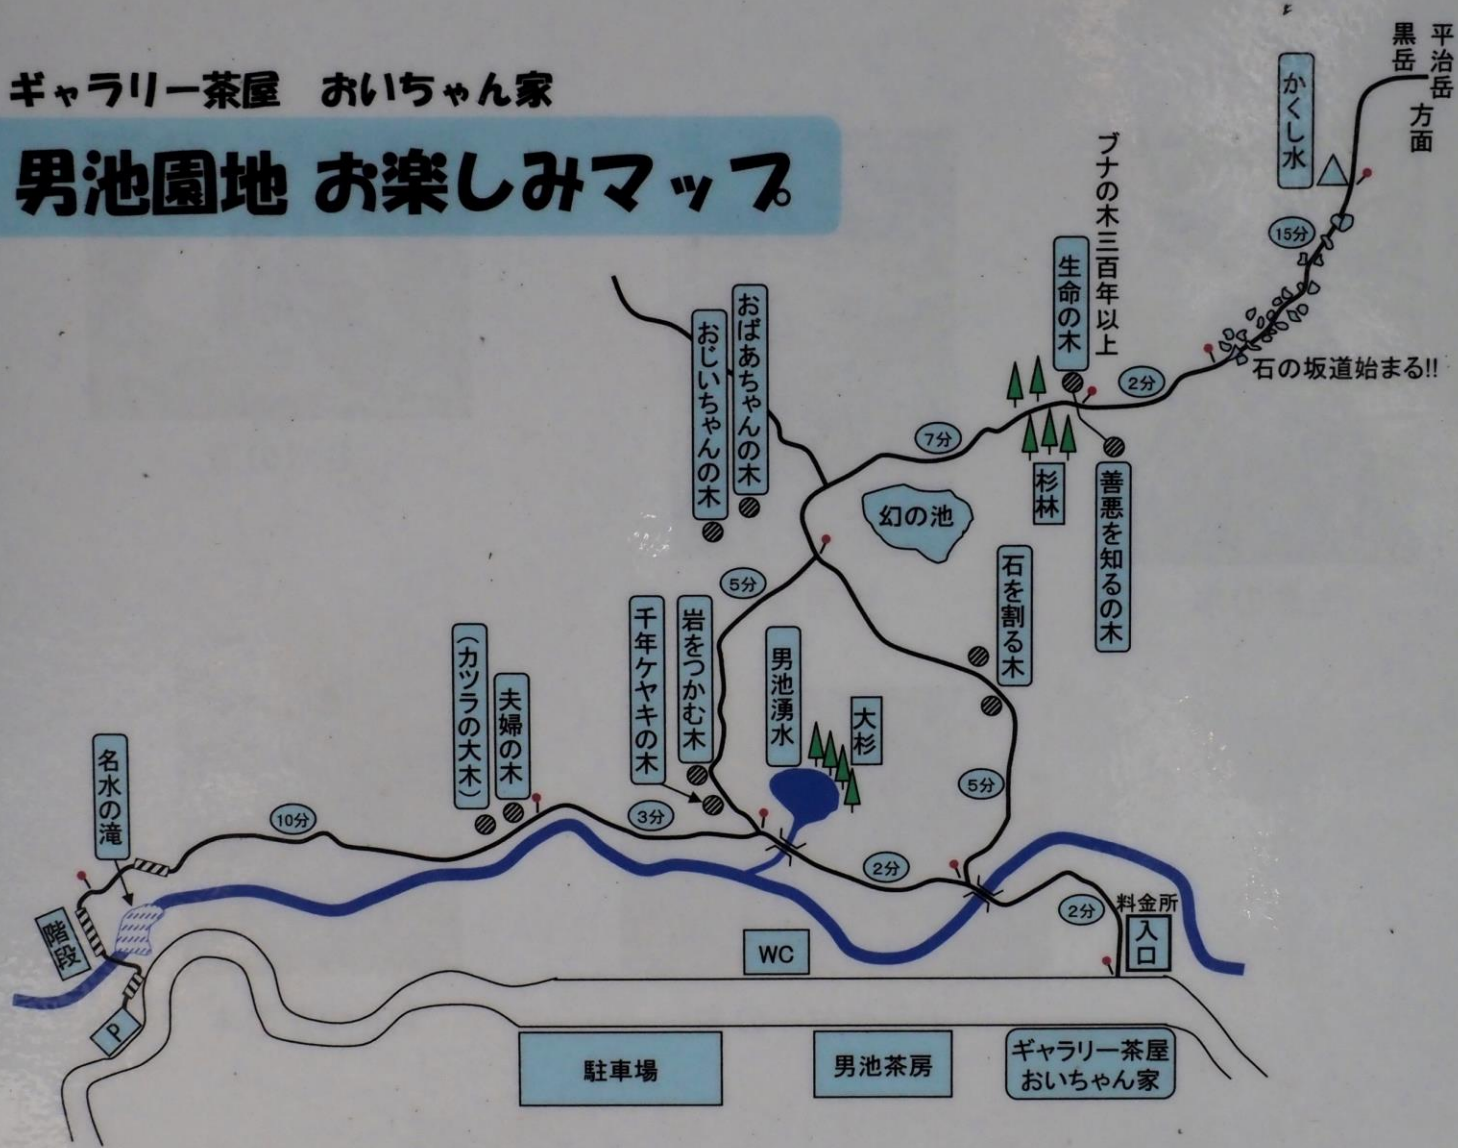 ギャラリー茶屋 おいちゃん家
男池園地 お楽しみマップ
平治岳
黒岳
方面
かくし水
15分
石の坂道始まる!!
ブナの木三百年以上
生命の木
2分
7分
杉林
善悪を知るの木
おばあちゃんの木
おじいちゃんの木
幻の池
5分
石を割る木
岩をつかむ木
千年ケヤキの木
男池湧水
大杉
夫婦の木
(カツラの大木)
名水の滝
10分
3分
5分
2分
2分
料金所
入口
階段
P
WC
駐車場
男池茶房
ギャラリー茶屋
おいちゃん家